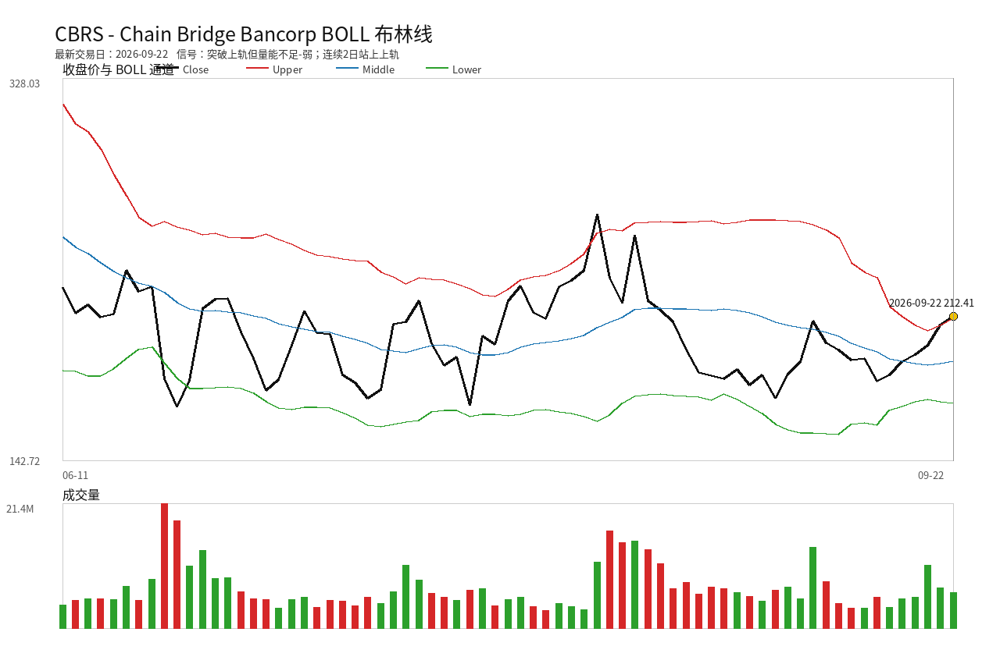 CBRS - Chain Bridge Bancorp BOLL 布林线
最新交易日：2026-09-22 信号：突破上轨但量能不足-弱；连续2日站上上轨
收盘价与 BOLL 通道 Close Upper Middle Lower
328.03
2026-09-22 212.41
142.72
06-11 09-22
成交量
21.4M